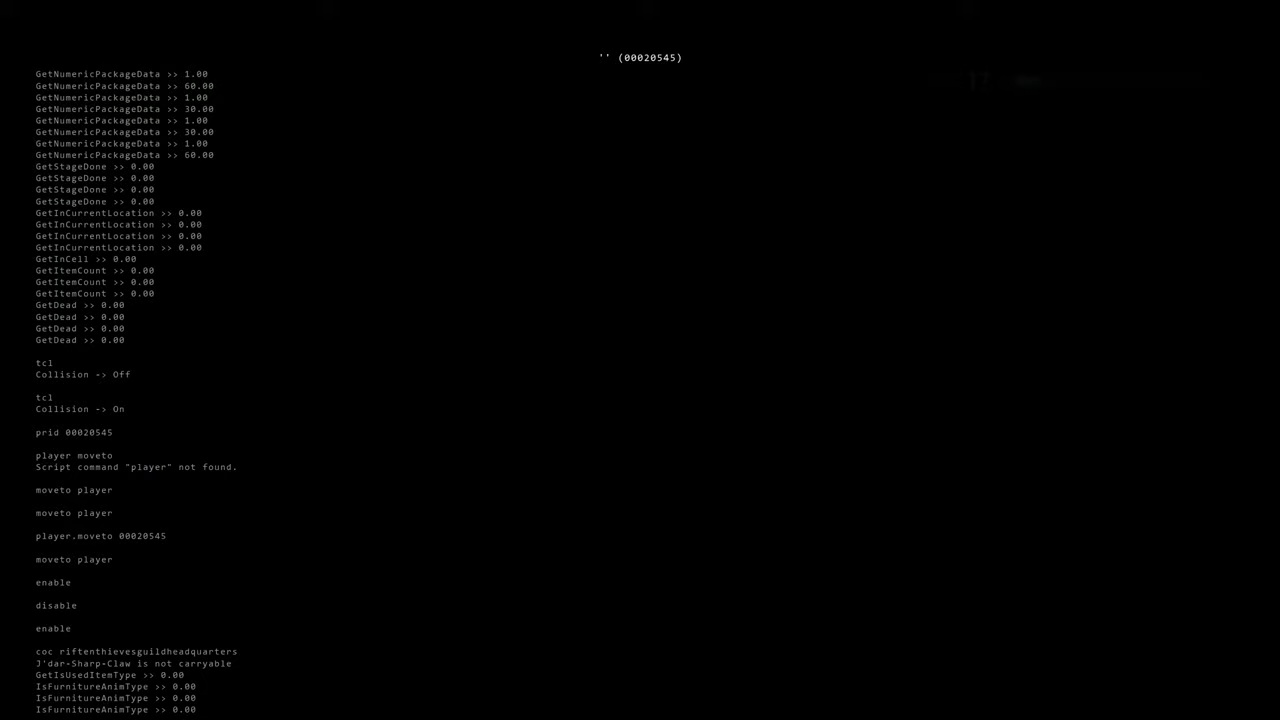 '' (00020545)
GetNumericPackageData >> 1.00
GetNumericPackageData >> 60.00
GetNumericPackageData >> 1.00
GetNumericPackageData >> 30.00
GetNumericPackageData >> 1.00
GetNumericPackageData >> 30.00
GetNumericPackageData >> 1.00
GetNumericPackageData >> 60.00
GetStageDone >> 0.00
GetStageDone >> 0.00
GetStageDone >> 0.00
GetStageDone >> 0.00
GetInCurrentLocation >> 0.00
GetInCurrentLocation >> 0.00
GetInCurrentLocation >> 0.00
GetInCurrentLocation >> 0.00
GetInCell >> 0.00
GetItemCount >> 0.00
GetItemCount >> 0.00
GetItemCount >> 0.00
GetDead >> 0.00
GetDead >> 0.00
GetDead >> 0.00
GetDead >> 0.00
tcl
Collision -> Off
tcl
Collision -> On
prid 00020545
player moveto
Script command "player" not found.
moveto player
moveto player
player.moveto 00020545
moveto player
enable
disable
enable
coc riftenthievesguildheadquarters
J'dar-Sharp-Claw is not carryable
GetIsUsedItemType >> 0.00
IsFurnitureAnimType >> 0.00
IsFurnitureAnimType >> 0.00
IsFurnitureAnimType >> 0.00